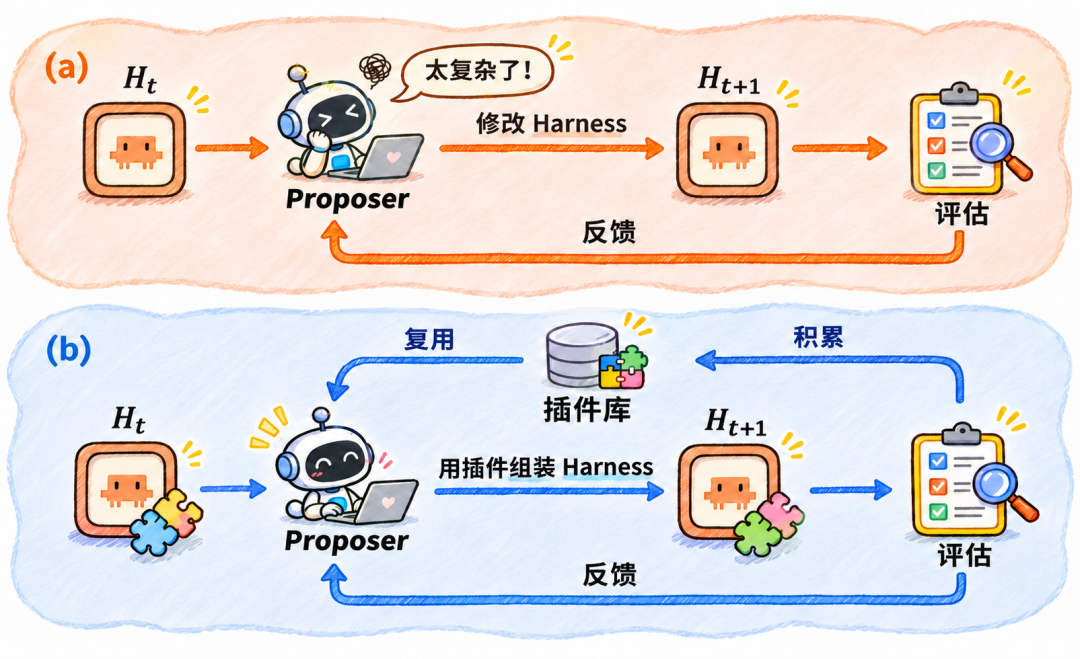 (a)
H_t
太复杂了!
修改 Harness
H_{t+1}
Proposer
评估
反馈
(b)
复用
积累
插件库
H_t
用插件组装 Harness
H_{t+1}
Proposer
评估
反馈